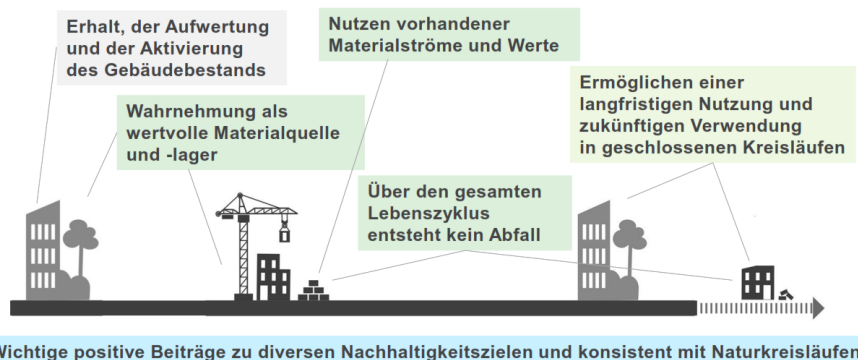 Erhalt, der Aufwertung
und der Aktivierung
des Gebäudebestands
Nutzen vorhandener
Materialströme und Werte
Wahrnehmung als
wertvolle Materialquelle
und -lager
Ermöglichen einer
langfristigen Nutzung und
zukünftigen Verwendung
in geschlossenen Kreisläufen
Über den gesamten
Lebenszyklus
entsteht kein Abfall
Wichtige positive Beiträge zu diversen Nachhaltigkeitszielen und konsistent mit Naturkreisläufen